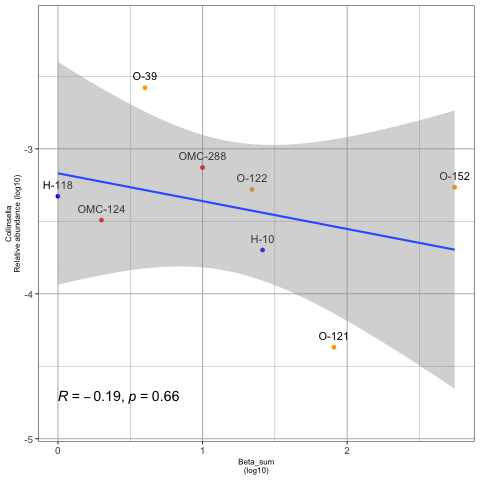 O-39
-3
OMC-288
O-122
O-152
H-118
OMC-124
H-10
-4
O-121
R = −0.19, p = 0.66
-5
0
1
2
Collinsella
Relative abundance (log10)
Beta_sum
(log10)